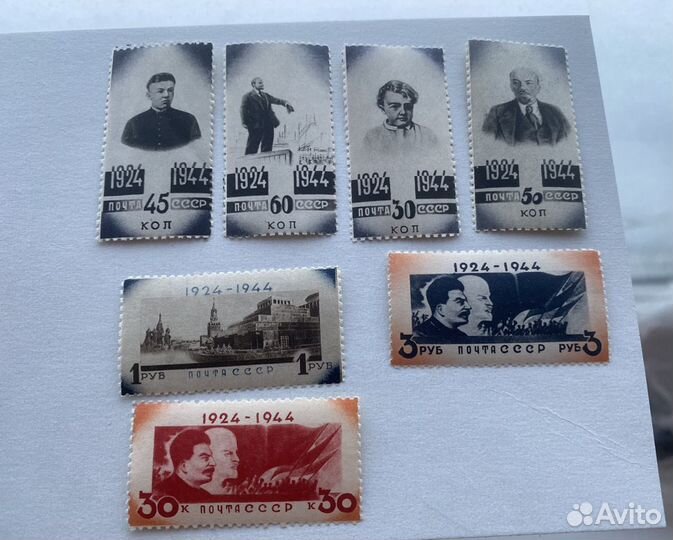 1924 1944
ПОЧТА 45 СССР
КОП
1924 1944
ПОЧТА 60 СССР
КОП
1924 1944
ПОЧТА 30 СССР
КОП
1924 1944
ПОЧТА 50 СССР
КОП
1924-1944
1 РУБ ПОЧТА СССР 1 РУБ
1924-1944
3 РУБ ПОЧТА СССР РУБ 3
1924-1944
30 К ПОЧТА СССР К 30
Avito